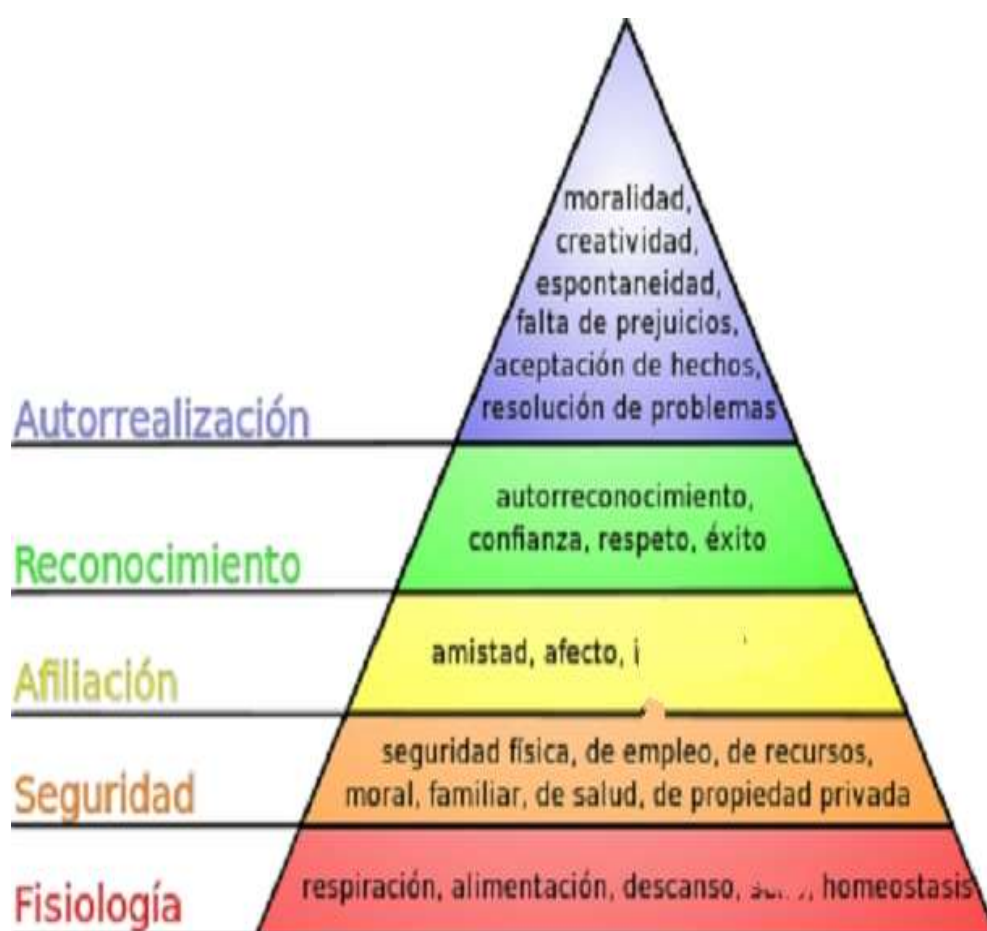 moralidad,
creatividad,
espontaneidad,
falta de prejuicios,
aceptación de hechos,
resolución de problemas
Autorrealización
autorreconocimiento,
confianza, respeto, éxito
Reconocimiento
amistad, afecto,
Afiliación
seguridad física, de empleo, de recursos,
moral, familiar, de salud, de propiedad privada
Seguridad
respiración, alimentación, descanso, homeostasis
Fisiología